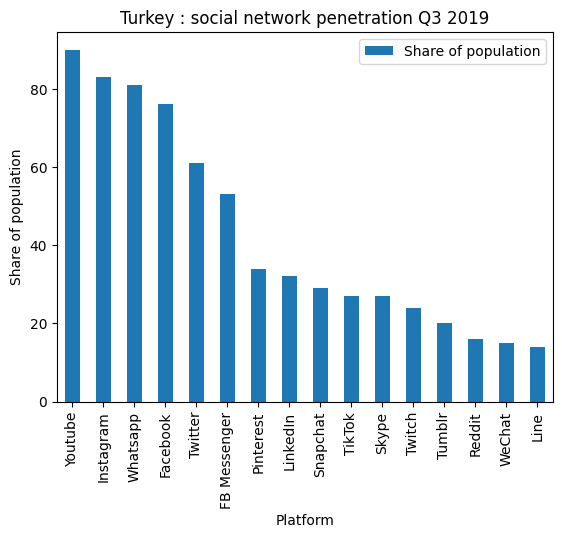 Turkey : social network penetration Q3 2019
Share of population
Share of population
80
60
40
20
0
Youtube
Instagram
Whatsapp
Facebook
Twitter
FB Messenger
Pinterest
LinkedIn
Snapchat
TikTok
Skype
Twitch
Tumblr
Reddit
WeChat
Line
Platform